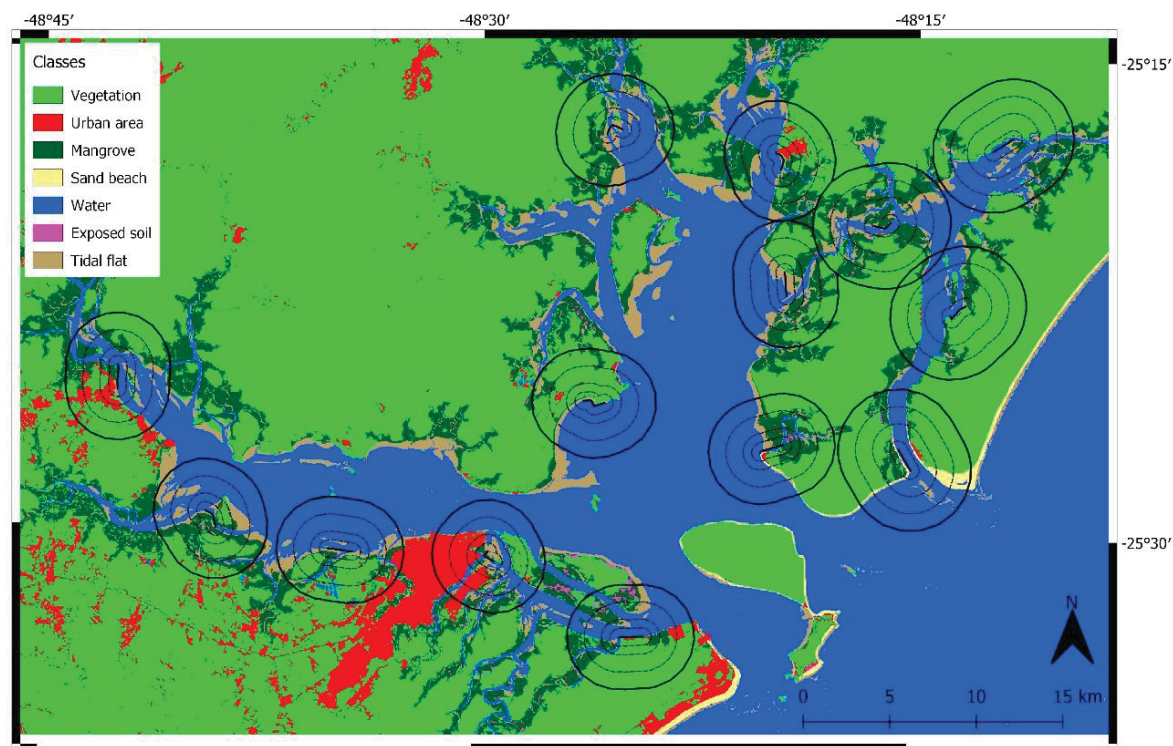 -48°45′ -48°30′ -48°15′
Classes
Vegetation
Urban area
Mangrove
Sand beach
Water
Exposed soil
Tidal flat
-25°15′
-25°30′
N
0 5 10 15 km